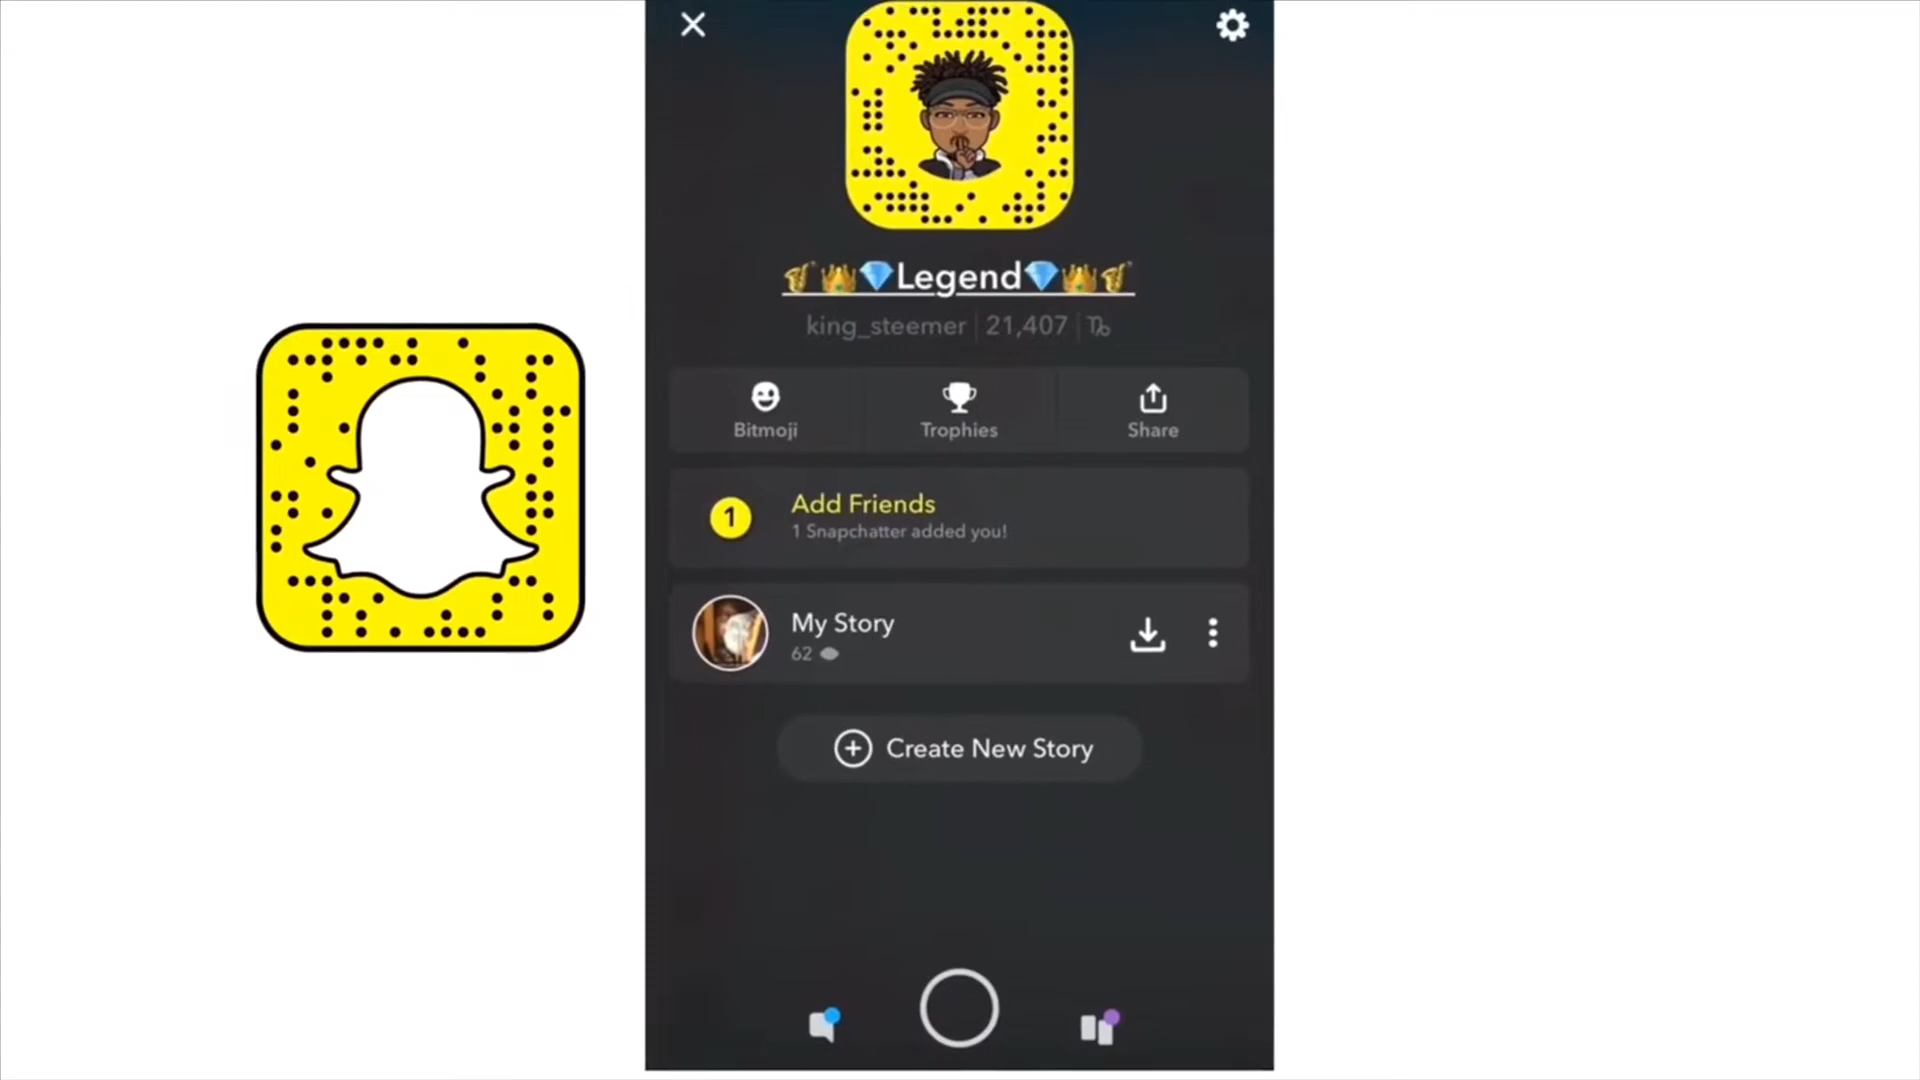 🎷👑💎Legend💎👑🎷
king_steemer | 21,407 | ♑
Bitmoji
Trophies
Share
1
Add Friends
1 Snapchatter added you!
My Story
62
Create New Story